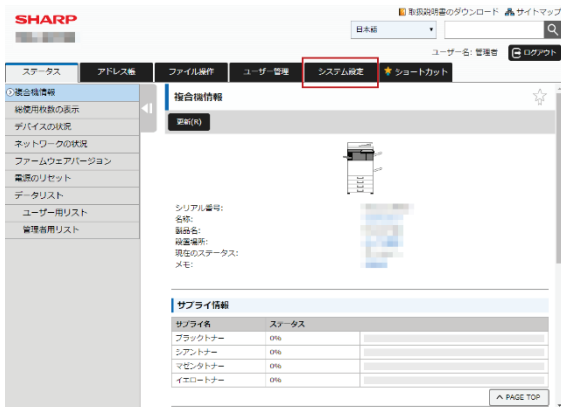 SHARP
取扱説明書のダウンロード サイトマップ
日本語
ユーザー名: 管理者 ログアウト
ステータス アドレス帳 ファイル操作 ユーザー管理 システム設定 ショートカット
複合機情報
総使用枚数の表示
デバイスの状況
ネットワークの状況
ファームウェアバージョン
電源のリセット
データリスト
ユーザー用リスト
管理者用リスト
複合機情報
更新(R)
シリアル番号:
名称:
製品名:
設置場所:
現在のステータス:
メモ:
サプライ情報
サプライ名 ステータス
ブラックトナー 0%
シアントナー 0%
マゼンタトナー 0%
イエロートナー 0%
PAGE TOP